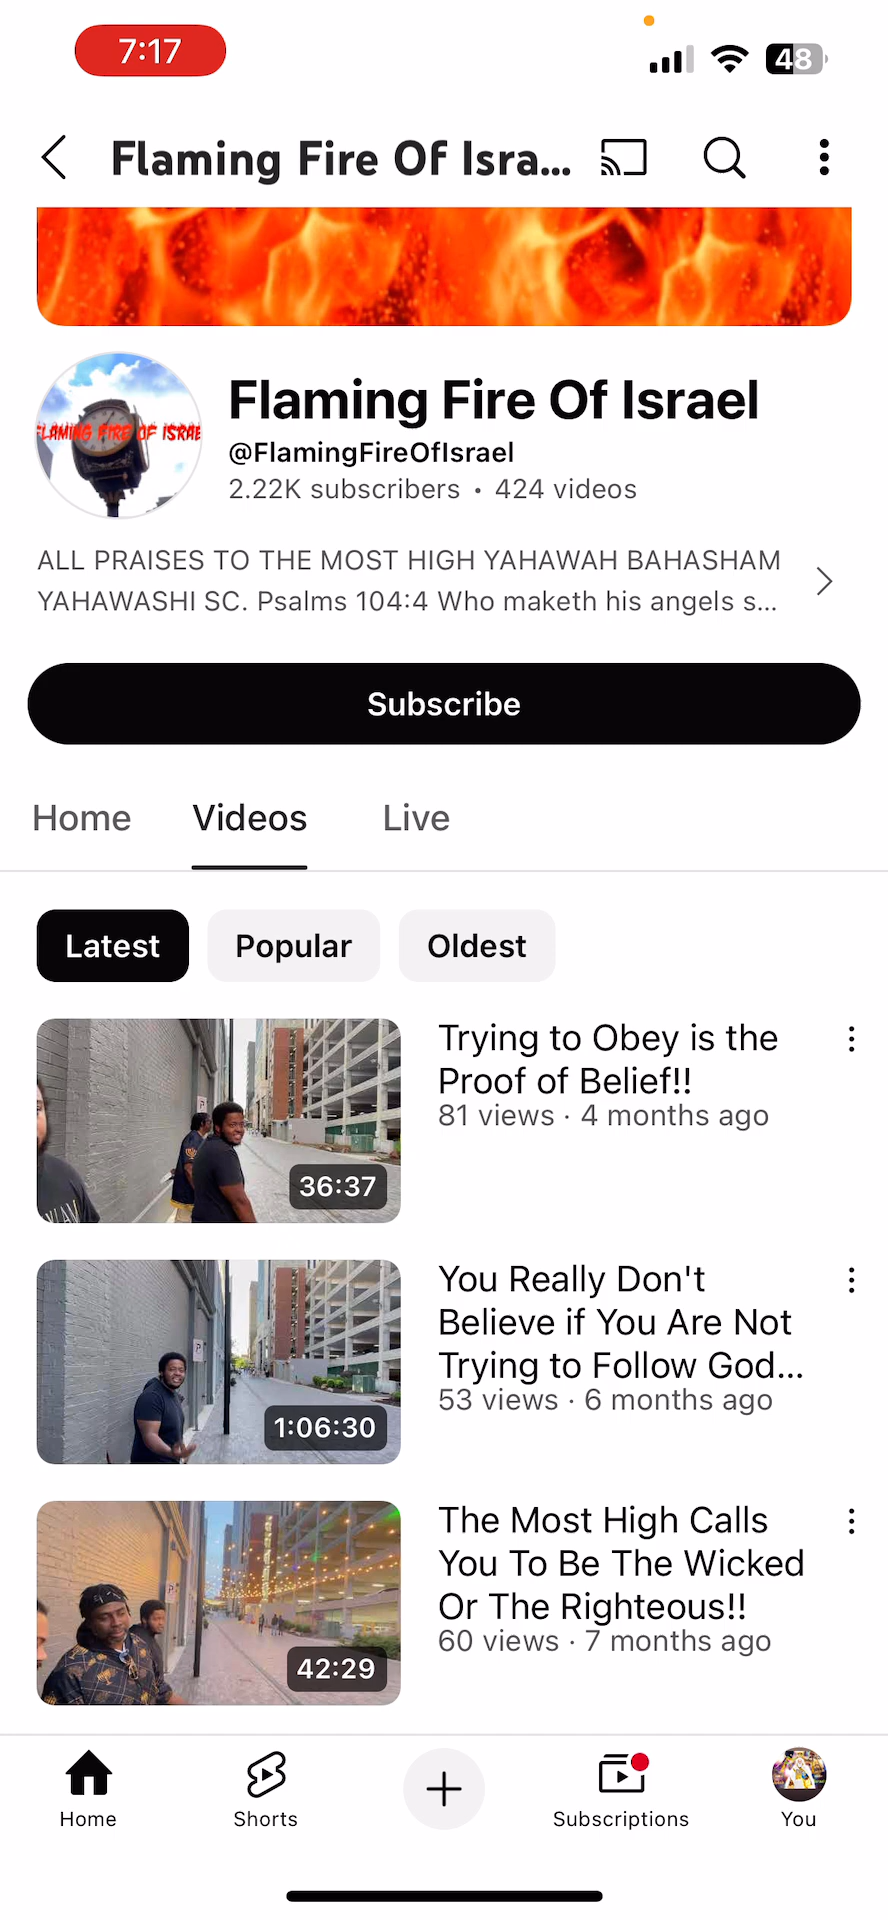 7:17
48
Flaming Fire Of Isra...
FLAMING FIRE OF ISRAE
Flaming Fire Of Israel
@FlamingFireOfIsrael
2.22K subscribers • 424 videos
ALL PRAISES TO THE MOST HIGH YAHAWAH BAHASHAM
YAHAWASHI SC. Psalms 104:4 Who maketh his angels s...
Subscribe
Home Videos Live
Latest Popular Oldest
Trying to Obey is the
Proof of Belief!!
81 views · 4 months ago
36:37
You Really Don't
Believe if You Are Not
Trying to Follow God...
53 views · 6 months ago
1:06:30
The Most High Calls
You To Be The Wicked
Or The Righteous!!
60 views · 7 months ago
42:29
Home Shorts Subscriptions You